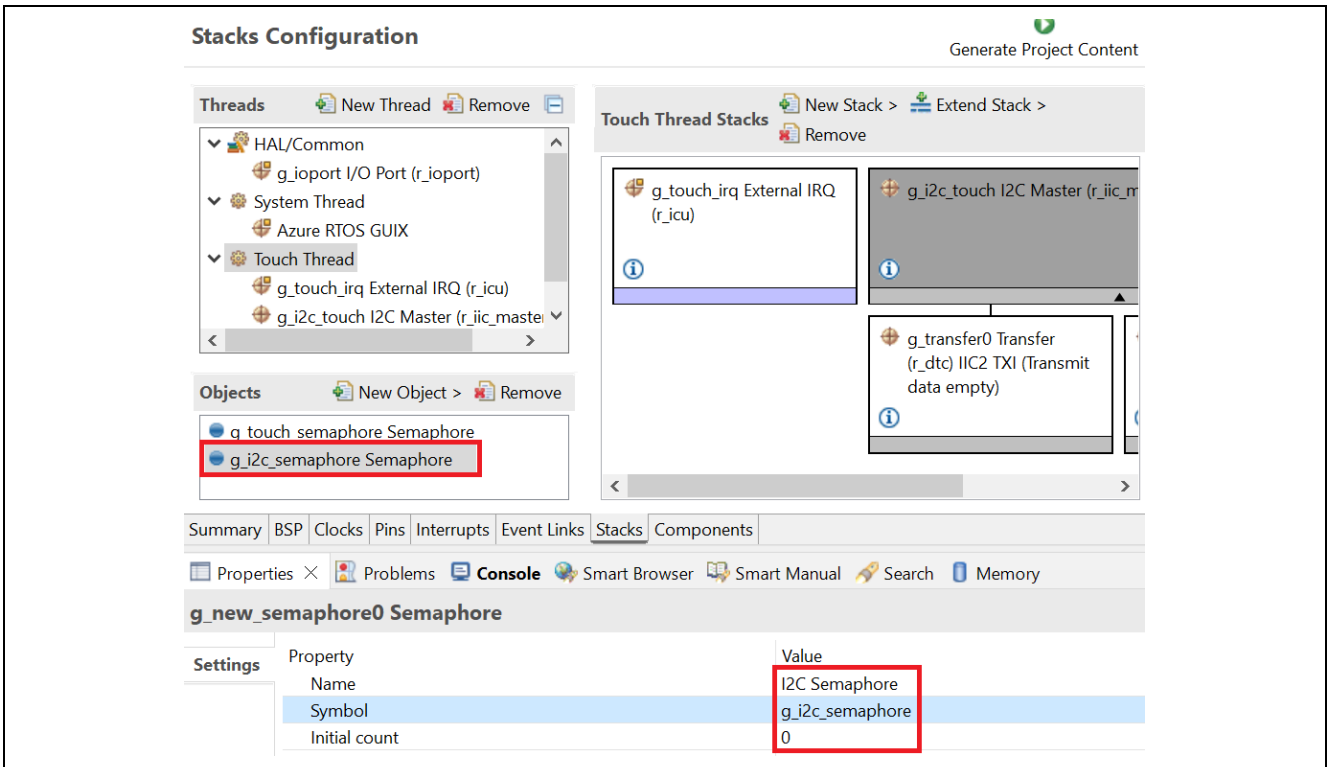 Stacks Configuration
Generate Project Content
Threads New Thread Remove
HAL/Common
g_ioport I/O Port (r_ioport)
System Thread
Azure RTOS GUIX
Touch Thread
g_touch_irq External IRQ (r_icu)
g_i2c_touch I2C Master (r_iic_master
Touch Thread Stacks
New Stack > Extend Stack >
Remove
g_touch_irq External IRQ
(r_icu)
g_i2c_touch I2C Master (r_iic_m
g_transfer0 Transfer
(r_dtc) IIC2 TXI (Transmit
data empty)
Objects New Object > Remove
g_touch_semaphore Semaphore
g_i2c_semaphore Semaphore
Summary BSP Clocks Pins Interrupts Event Links Stacks Components
Properties Problems Console Smart Browser Smart Manual Search Memory
g_new_semaphore0 Semaphore
Settings
Property Value
Name I2C Semaphore
Symbol g_i2c_semaphore
Initial count 0